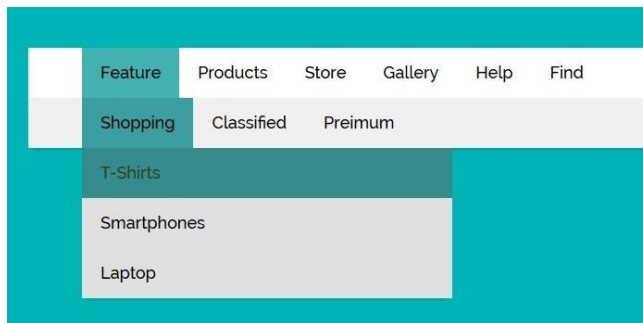 Feature Products Store Gallery Help Find
Shopping Classified Preimum
T-Shirts
Smartphones
Laptop